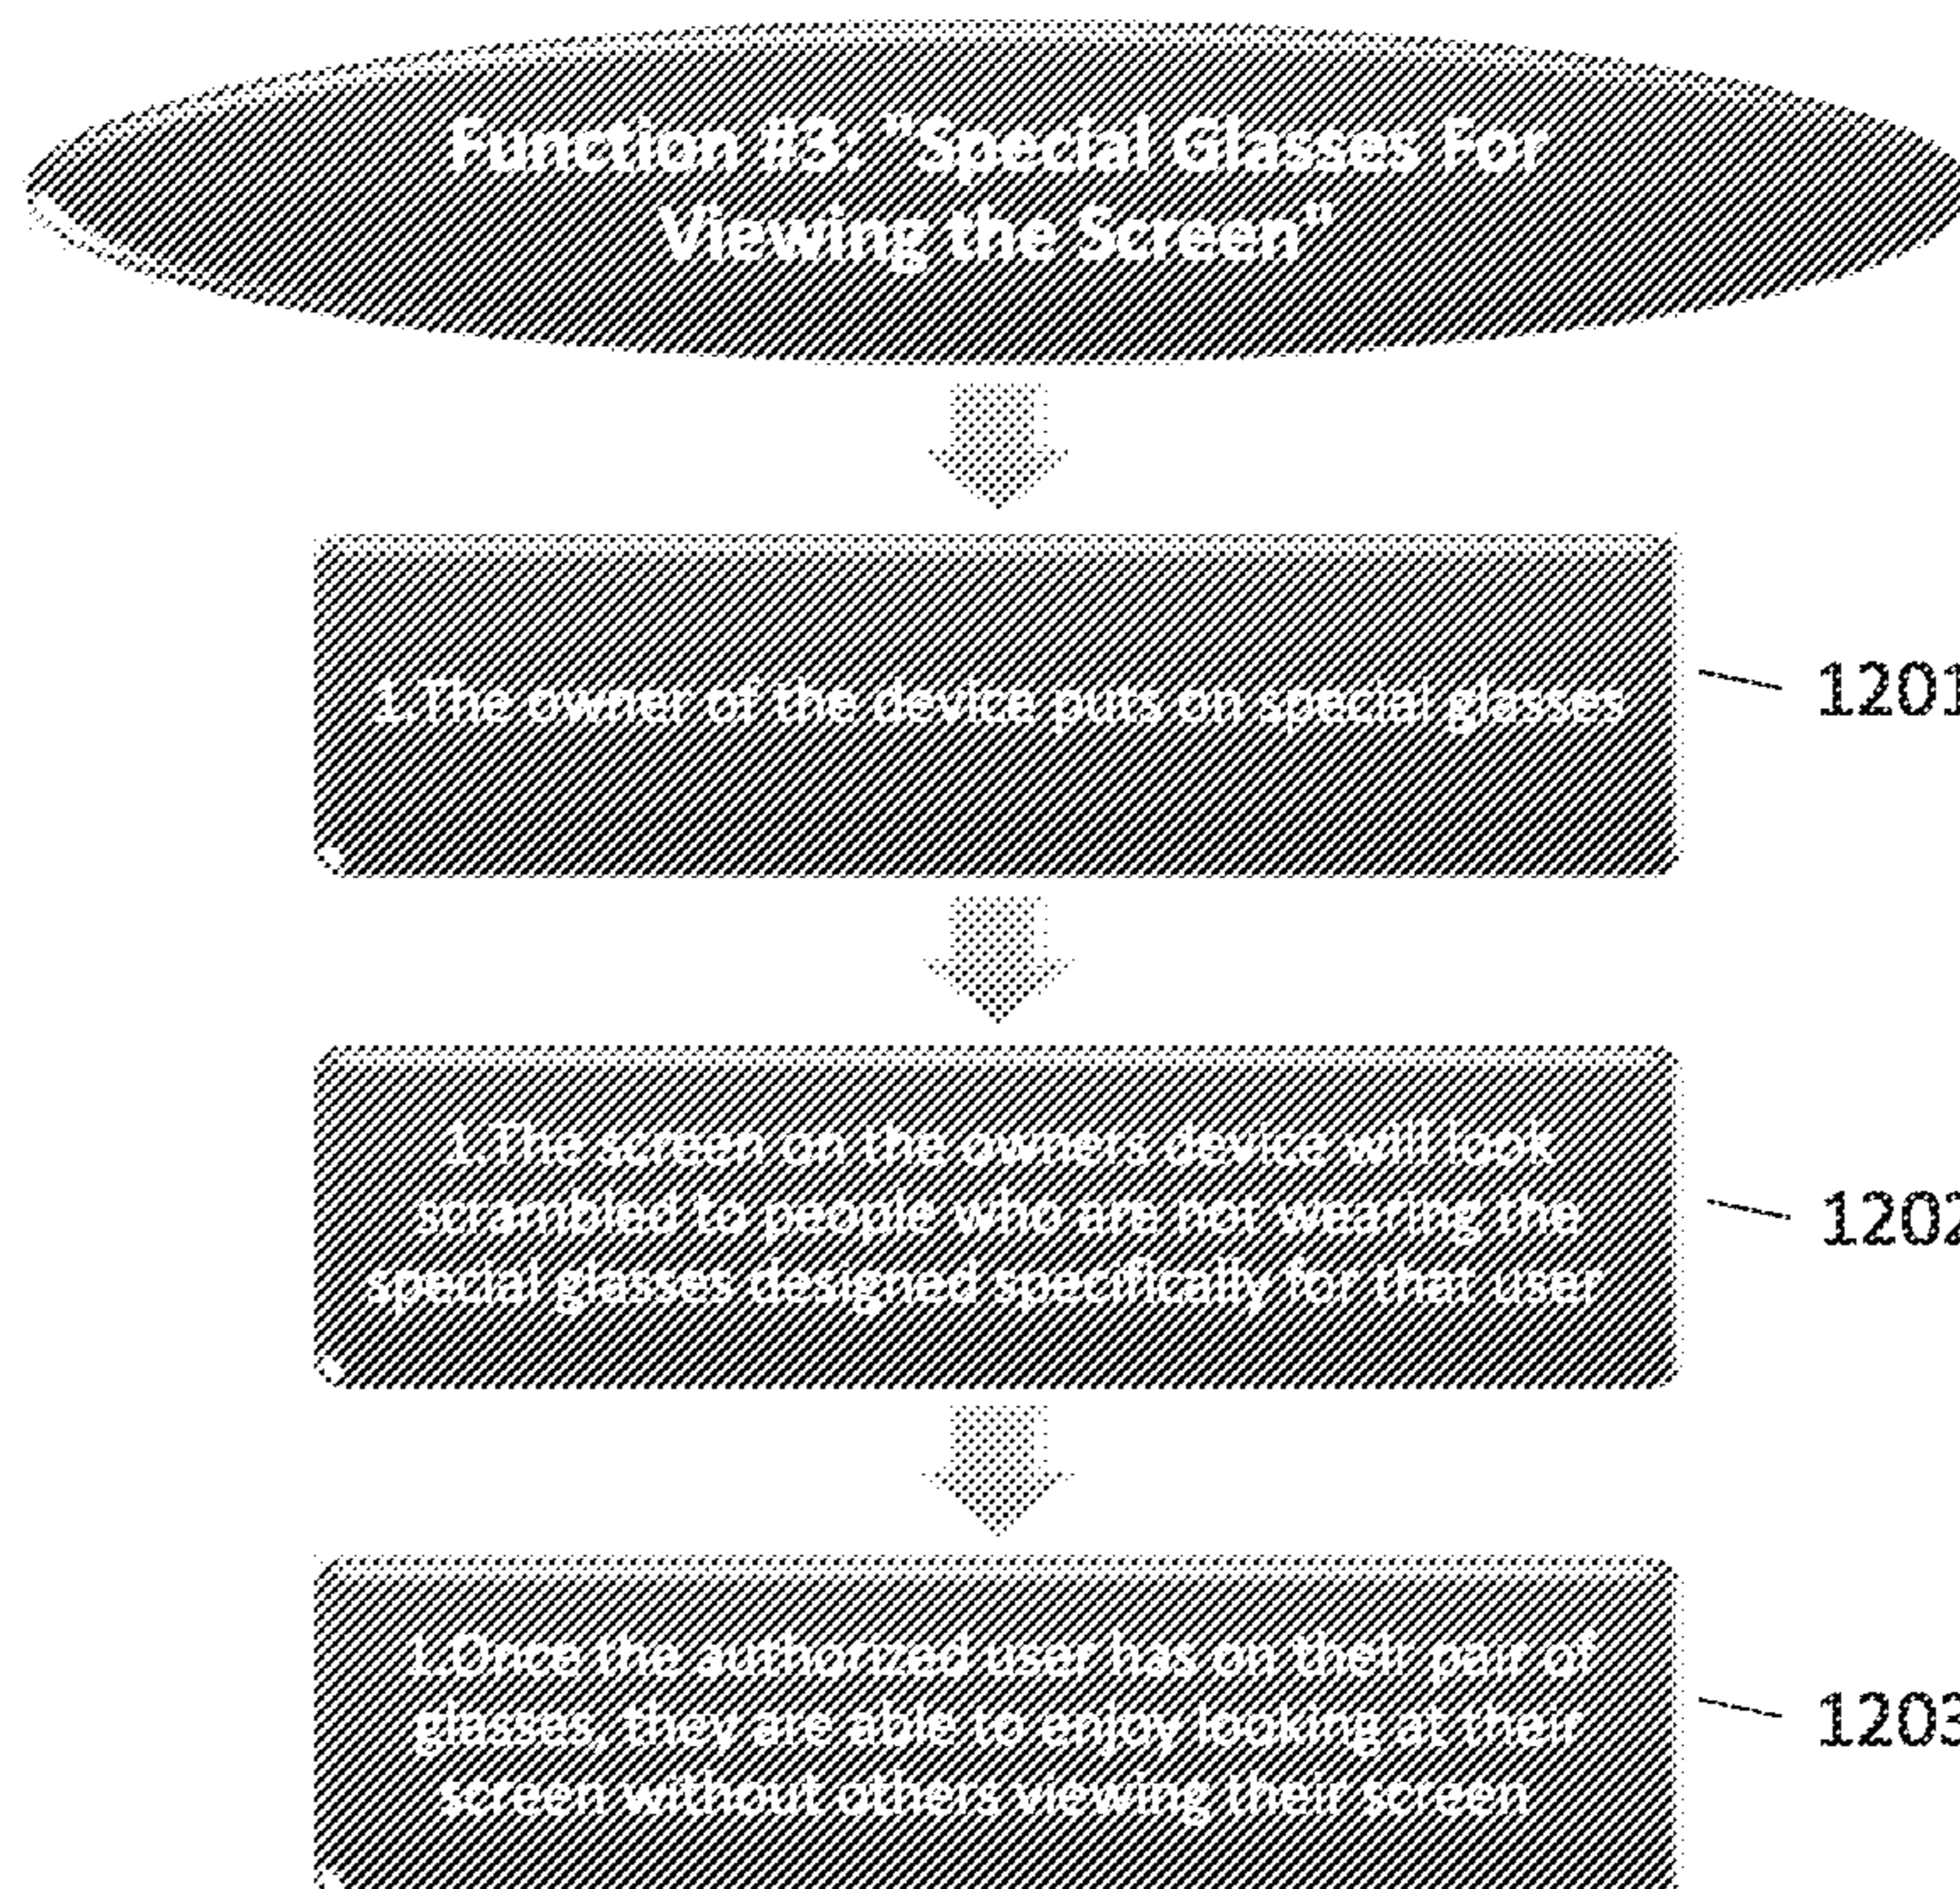 Function #3: "Special Glasses For
Viewing the Screen"
1.The owner of the device puts on special glasses
1201
1.The screen on the owners device will look
scrambled to people who are not wearing the
special glasses designed specifically for that user
1202
1.Once the authorized user has on their pair of
glasses, they are able to enjoy looking at their
screen without others viewing their screen
1203